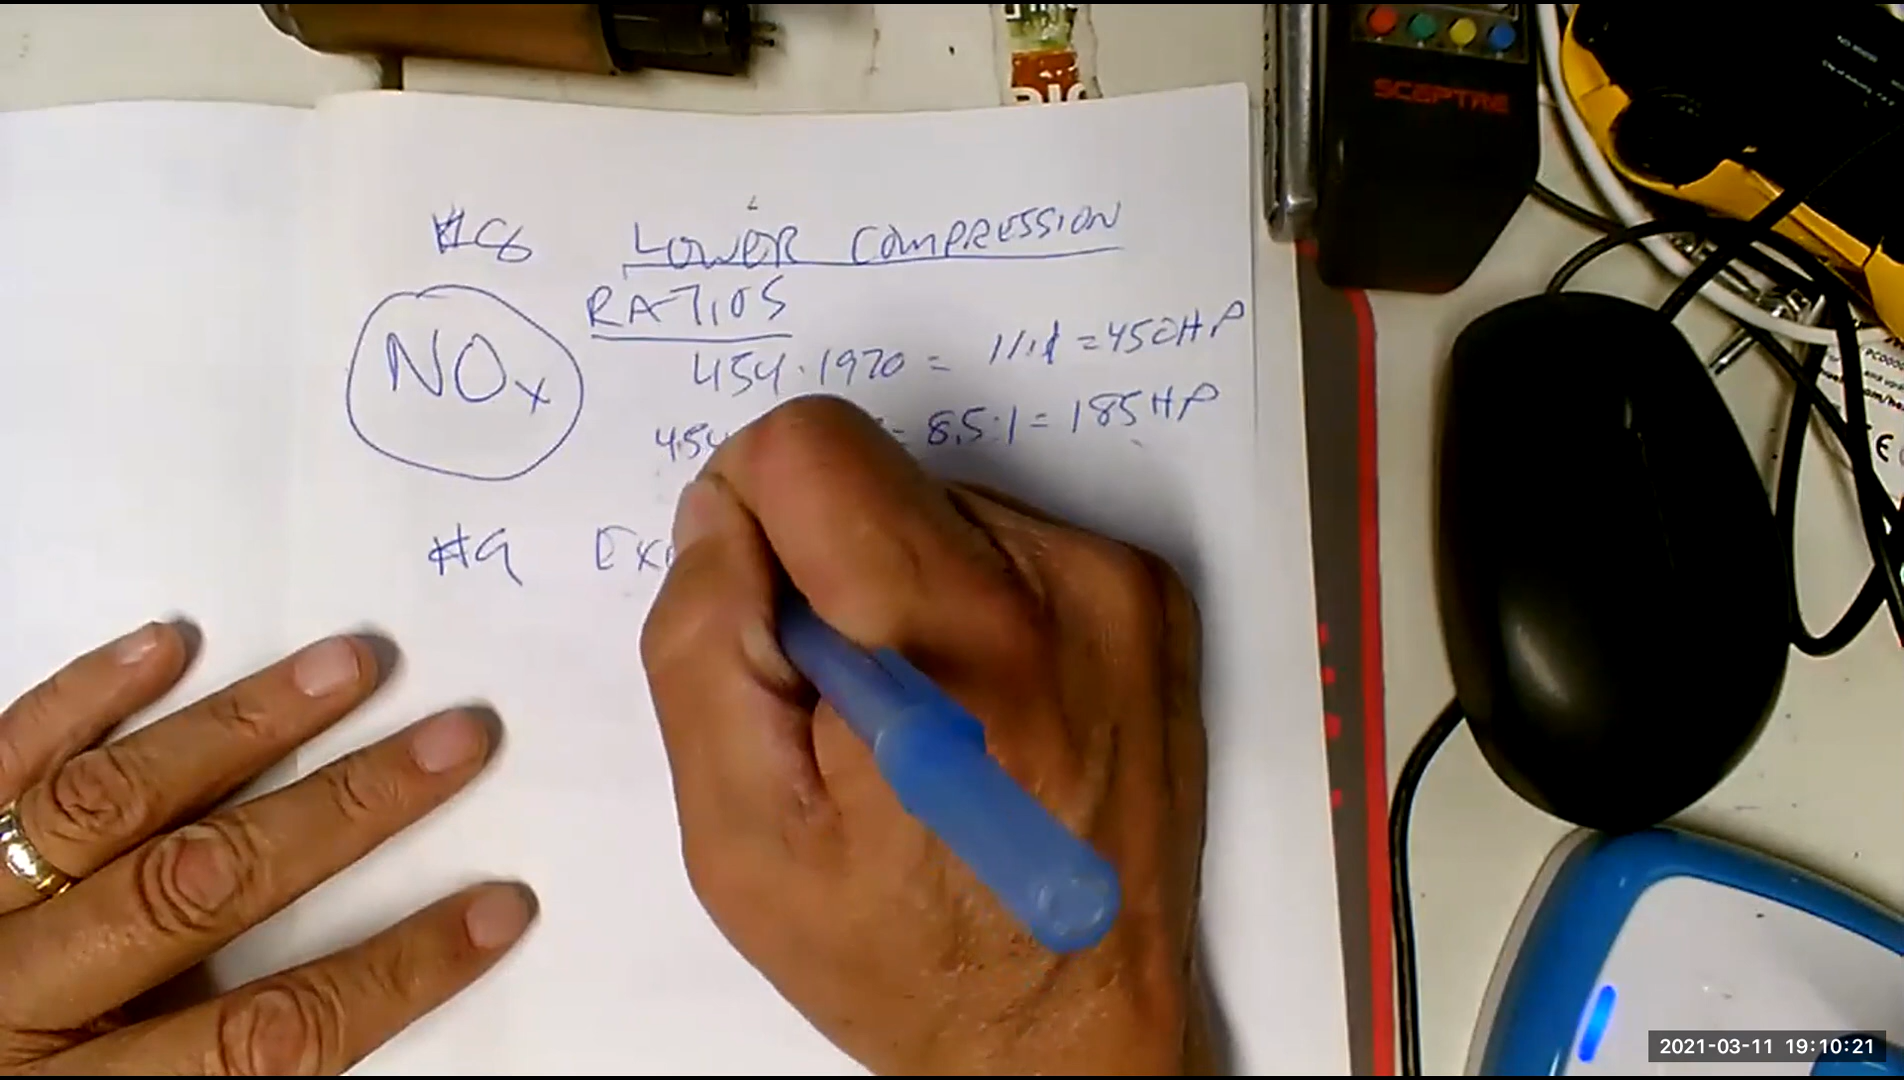 #8 LOWER COMPRESSION
RATIOS
NOx
454 · 1970 = 11:1 = 450HP
= 8.5:1 = 185HP
#9
SCEPTRE
2021-03-11 19:10:21